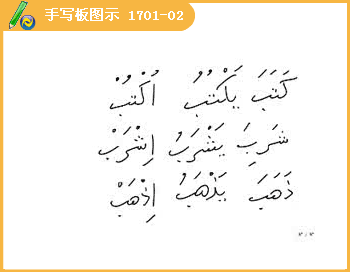 手写板图示 1701-02
كَتَبَ يَكْتُبُ اُكْتُبْ
شَرِبَ يَشْرَبُ اِشْرَبْ
ذَهَبَ يَذْهَبُ اِذْهَبْ